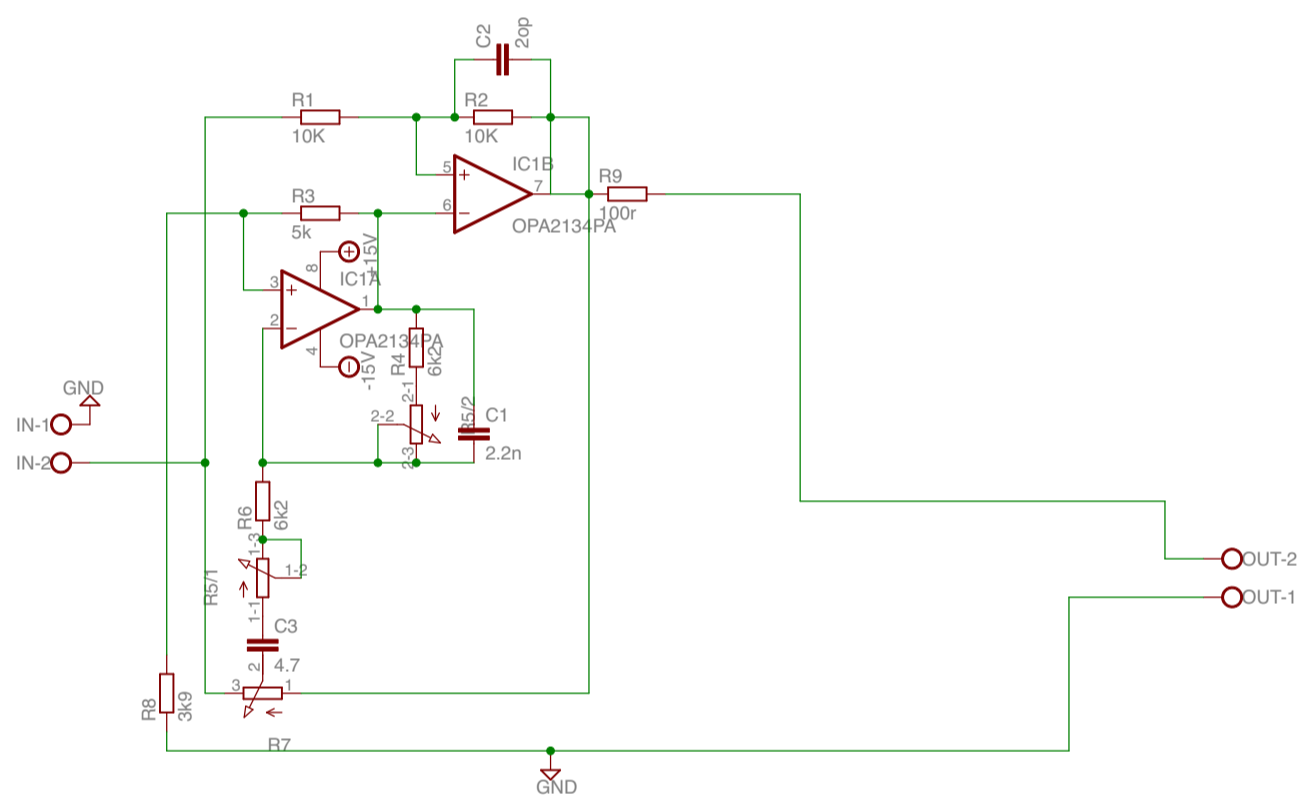 C2
2op
R1
10K
R2
10K
IC1B
5
6
7
OPA2134PA
R9
100r
R3
5k
8
+15V
IC1A
3
2
1
OPA2134PA
4
-15V
R4
6k2
2-1
2-2
2-3
R5/2
C1
2.2n
GND
IN-1
IN-2
R6
6k2
1-3
1-2
R5/1
1-1
C3
4.7
2
3
1
R7
R8
3k9
GND
OUT-2
OUT-1